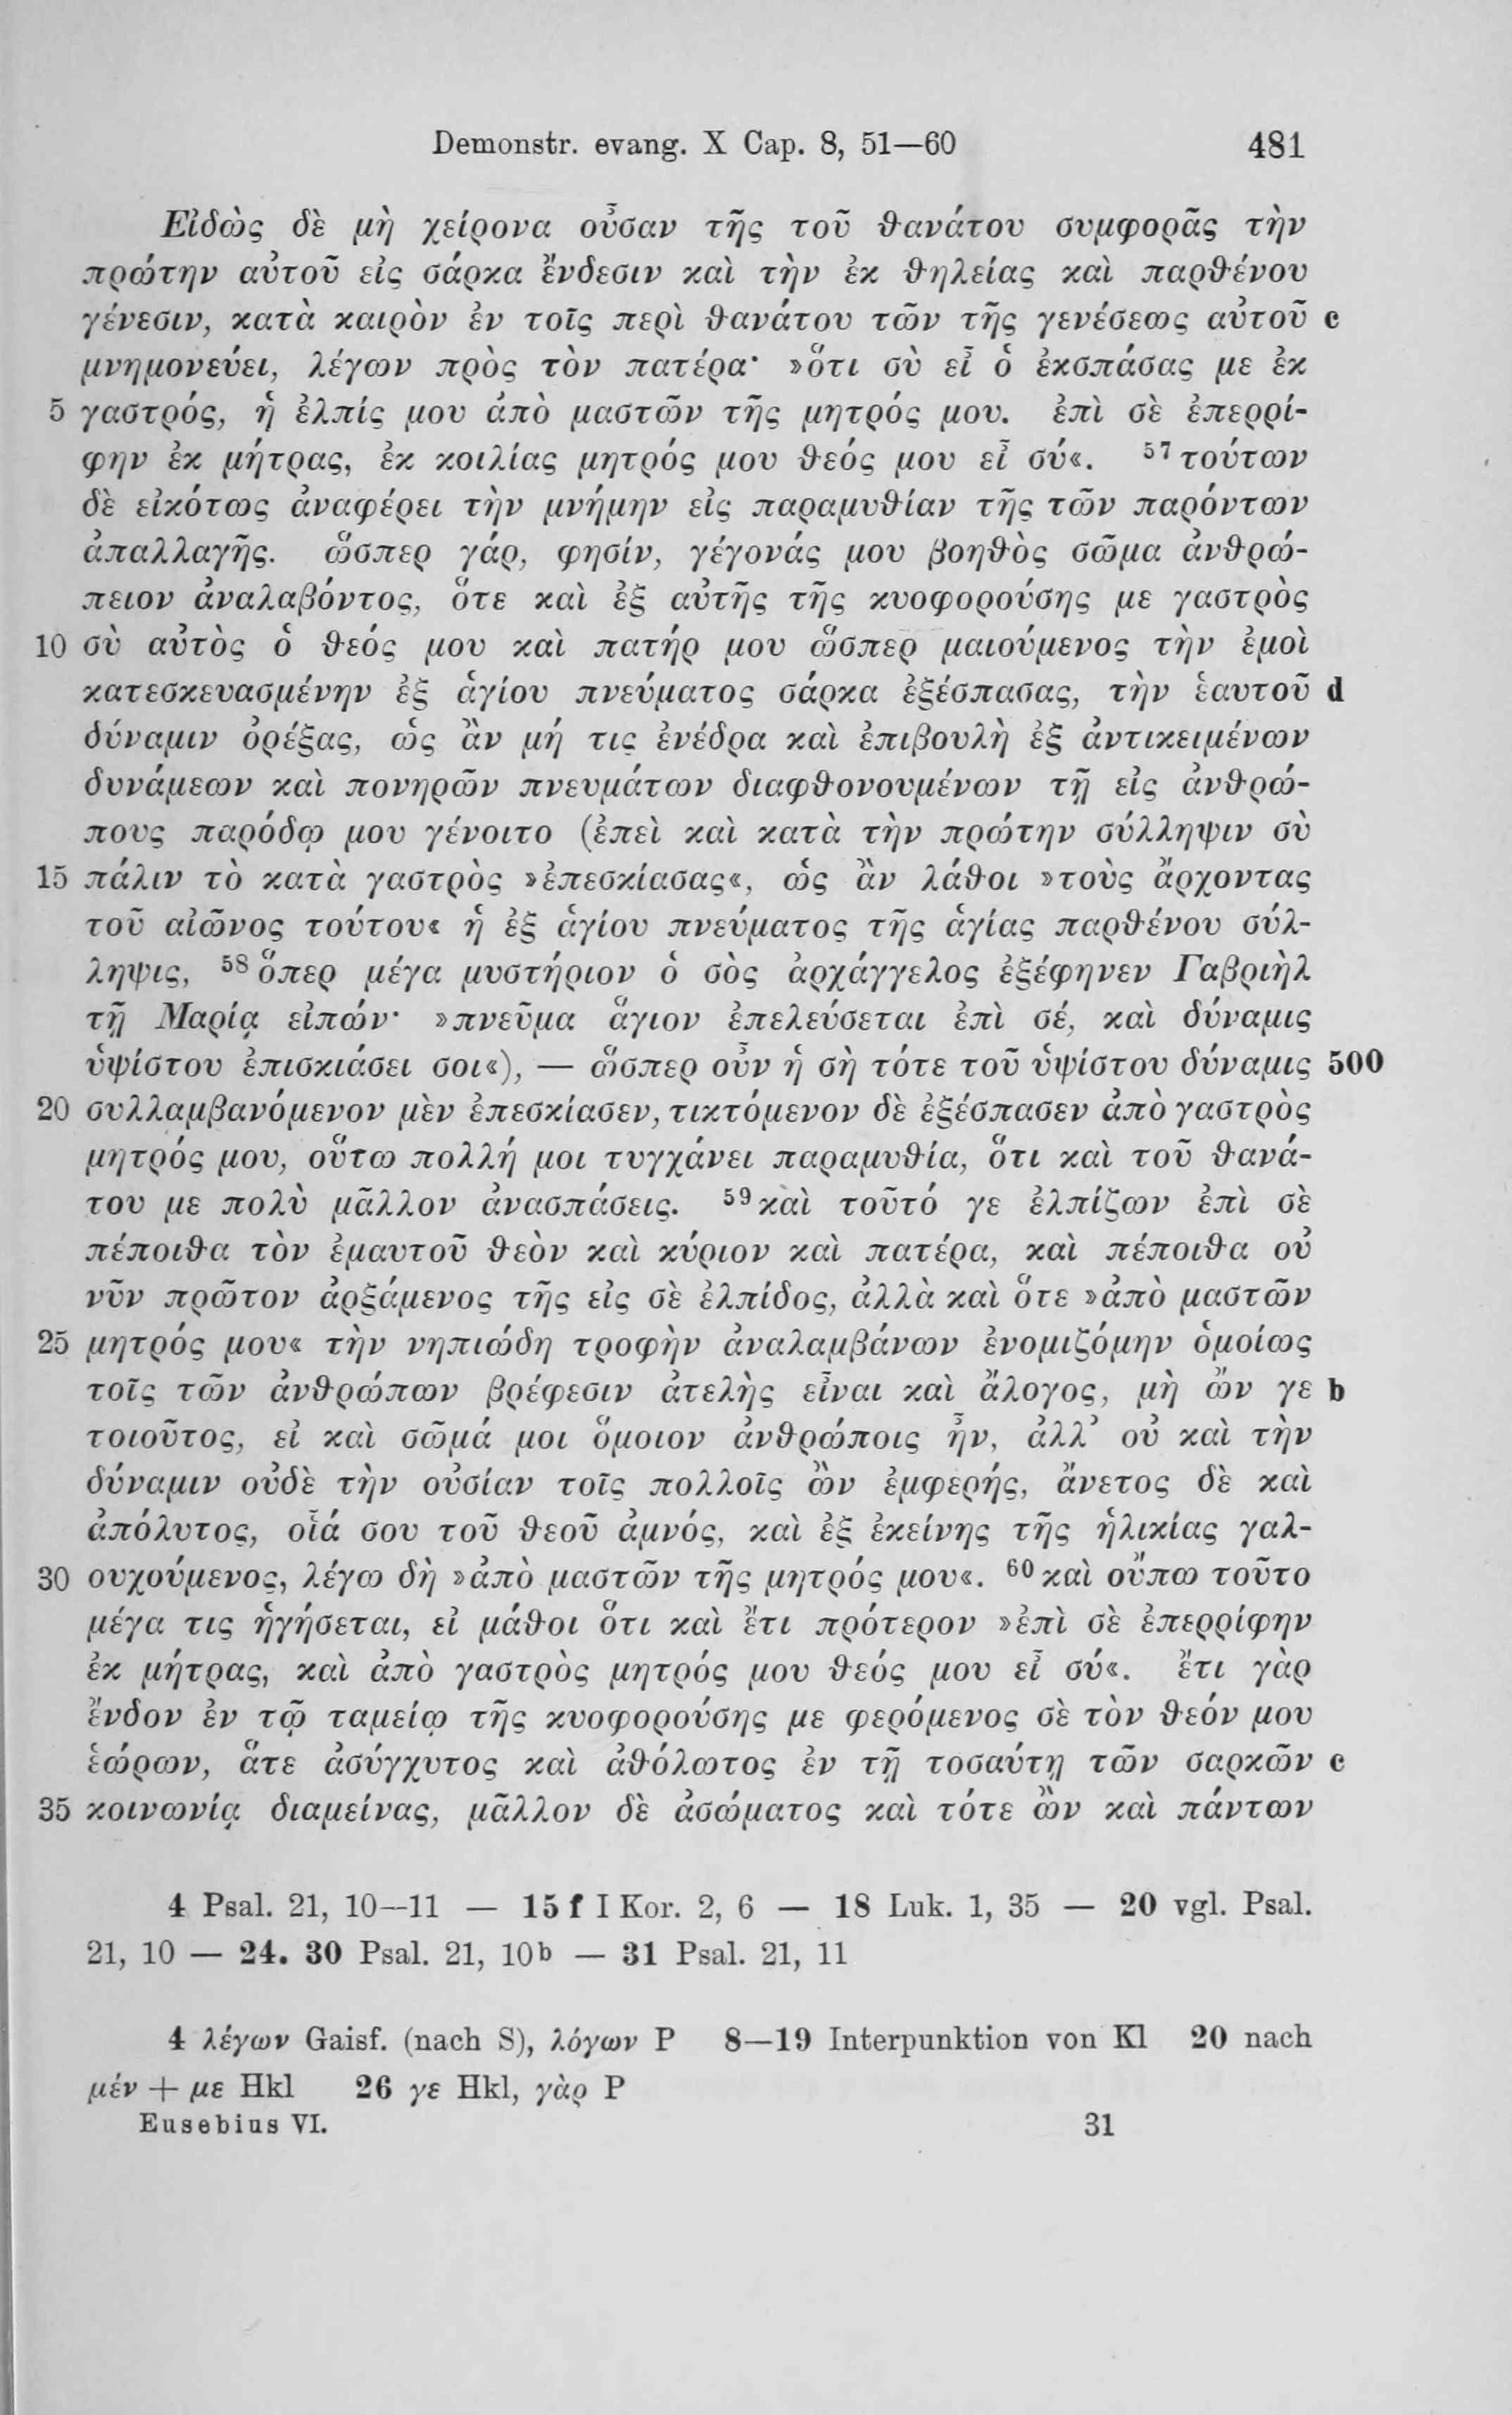 Demonstr. evang. X Cap. 8, 51—60 481
Εἰδὼς δὲ μὴ χείρονα οὖσαν τῆς τοῦ θανάτου συμφορᾶς τὴν
πρώτην αὐτοῦ εἰς σάρκα ἔνδεσιν καὶ τὴν ἐκ θηλείας καὶ παρθένου
γένεσιν, κατὰ καιρὸν ἐν τοῖς περὶ θανάτου τῶν τῆς γενέσεως αὐτοῦ c
μνημονεύει, λέγων πρὸς τὸν πατέρα· »ὅτι σὺ εἶ ὁ ἐκσπάσας με ἐκ
5 γαστρός, ἡ ἐλπίς μου ἀπὸ μαστῶν τῆς μητρός μου. ἐπὶ σὲ ἐπερρί-
φην ἐκ μήτρας, ἐκ κοιλίας μητρός μου θεός μου εἶ σύ«. ⁵⁷ τούτων
δὲ εἰκότως ἀναφέρει τὴν μνήμην εἰς παραμυθίαν τῆς τῶν παρόντων
ἀπαλλαγῆς. ὥσπερ γάρ, φησίν, γέγονάς μου βοηθὸς σῶμα ἀνθρώ-
πειον ἀναλαβόντος, ὅτε καὶ ἐξ αὐτῆς τῆς κυοφορούσης με γαστρὸς
10 σὺ αὐτὸς ὁ θεός μου καὶ πατήρ μου ὥσπερ μαιούμενος τὴν ἐμοὶ
κατεσκευασμένην ἐξ ἁγίου πνεύματος σάρκα ἐξέσπασας, τὴν ἑαυτοῦ d
δύναμιν ὀρέξας, ὡς ἂν μή τις ἐνέδρα καὶ ἐπιβουλὴ ἐξ ἀντικειμένων
δυνάμεων καὶ πονηρῶν πνευμάτων διαφθονουμένων τῇ εἰς ἀνθρώ-
πους παρόδῳ μου γένοιτο (ἐπεὶ καὶ κατὰ τὴν πρώτην σύλληψιν σὺ
15 πάλιν τὸ κατὰ γαστρὸς »ἐπεσκίασας«, ὡς ἂν λάθοι »τοὺς ἄρχοντας
τοῦ αἰῶνος τούτου« ἡ ἐξ ἁγίου πνεύματος τῆς ἁγίας παρθένου σύλ-
ληψις, ⁵⁸ ὅπερ μέγα μυστήριον ὁ σὸς ἀρχάγγελος ἐξέφηνεν Γαβριὴλ
τῇ Μαρίᾳ εἰπών· »πνεῦμα ἅγιον ἐπελεύσεται ἐπὶ σέ, καὶ δύναμις
ὑψίστου ἐπισκιάσει σοι«), — ὥσπερ οὖν ἡ σὴ τότε τοῦ ὑψίστου δύναμις 500
20 συλλαμβανόμενον μὲν ἐπεσκίασεν, τικτόμενον δὲ ἐξέσπασεν ἀπὸ γαστρὸς
μητρός μου, οὕτω πολλή μοι τυγχάνει παραμυθία, ὅτι καὶ τοῦ θανά-
του με πολὺ μᾶλλον ἀνασπάσεις. ⁵⁹ καὶ τοῦτό γε ἐλπίζων ἐπὶ σὲ
πέποιθα τὸν ἐμαυτοῦ θεὸν καὶ κύριον καὶ πατέρα, καὶ πέποιθα οὐ
νῦν πρῶτον ἀρξάμενος τῆς εἰς σὲ ἐλπίδος, ἀλλὰ καὶ ὅτε »ἀπὸ μαστῶν
25 μητρός μου« τὴν νηπιώδη τροφὴν ἀναλαμβάνων ἐνομιζόμην ὁμοίως
τοῖς τῶν ἀνθρώπων βρέφεσιν ἀτελὴς εἶναι καὶ ἄλογος, μὴ ὤν γε b
τοιοῦτος, εἰ καὶ σῶμά μοι ὅμοιον ἀνθρώποις ἦν, ἀλλ᾽ οὐ καὶ τὴν
δύναμιν οὐδὲ τὴν οὐσίαν τοῖς πολλοῖς ὢν ἐμφερής, ἄνετος δὲ καὶ
ἀπόλυτος, οἷά σου τοῦ θεοῦ ἀμνός, καὶ ἐξ ἐκείνης τῆς ἡλικίας γαλ-
30 ουχούμενος, λέγω δὴ »ἀπὸ μαστῶν τῆς μητρός μου«. ⁶⁰ καὶ οὔπω τοῦτο
μέγα τις ἡγήσεται, εἰ μάθοι ὅτι καὶ ἔτι πρότερον »ἐπὶ σὲ ἐπερρίφην
ἐκ μήτρας, καὶ ἀπὸ γαστρὸς μητρός μου θεός μου εἶ σύ«. ἔτι γὰρ
ἔνδον ἐν τῷ ταμείῳ τῆς κυοφορούσης με φερόμενος σὲ τὸν θεόν μου
ἑώρων, ἅτε ἀσύγχυτος καὶ ἀθόλωτος ἐν τῇ τοσαύτῃ τῶν σαρκῶν c
35 κοινωνίᾳ διαμείνας, μᾶλλον δὲ ἀσώματος καὶ τότε ὢν καὶ πάντων
4 Psal. 21, 10—11 — 15 f I Kor. 2, 6 — 18 Luk. 1, 35 — 20 vgl. Psal.
21, 10 — 24. 30 Psal. 21, 10ᵇ — 31 Psal. 21, 11
4 λέγων Gaisf. (nach S), λόγων P 8—19 Interpunktion von Kl 20 nach
μέν + με Hkl 26 γε Hkl, γὰρ P
Eusebius VI. 31